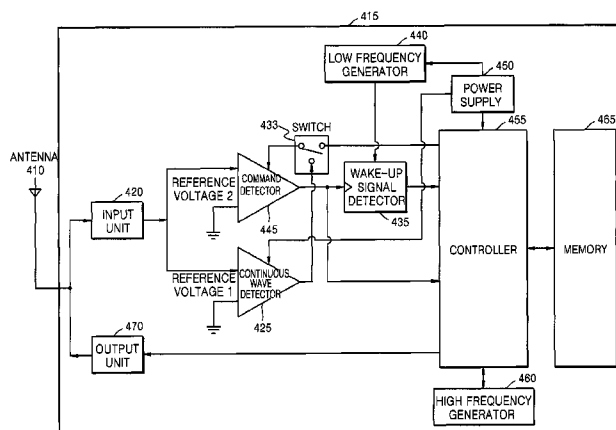 415
440
LOW FREQUENCY
GENERATOR
450
POWER
SUPPLY
433
SWITCH
455
465
ANTENNA
410
420
INPUT
UNIT
REFERENCE
VOLTAGE 2
COMMAND
DETECTOR
445
WAKE-UP
SIGNAL
DETECTOR
435
CONTROLLER
MEMORY
REFERENCE
VOLTAGE 1
CONTINUOUS
WAVE
DETECTOR
425
470
OUTPUT
UNIT
460
HIGH FREQUENCY
GENERATOR